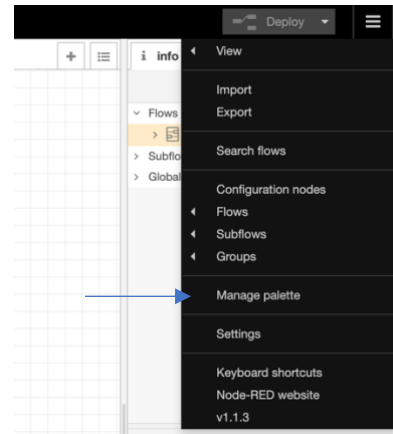 Deploy
i info
View
Import
Export
Flows
Search flows
Subflo
Global
Configuration nodes
Flows
Subflows
Groups
Manage palette
Settings
Keyboard shortcuts
Node-RED website
v1.1.3